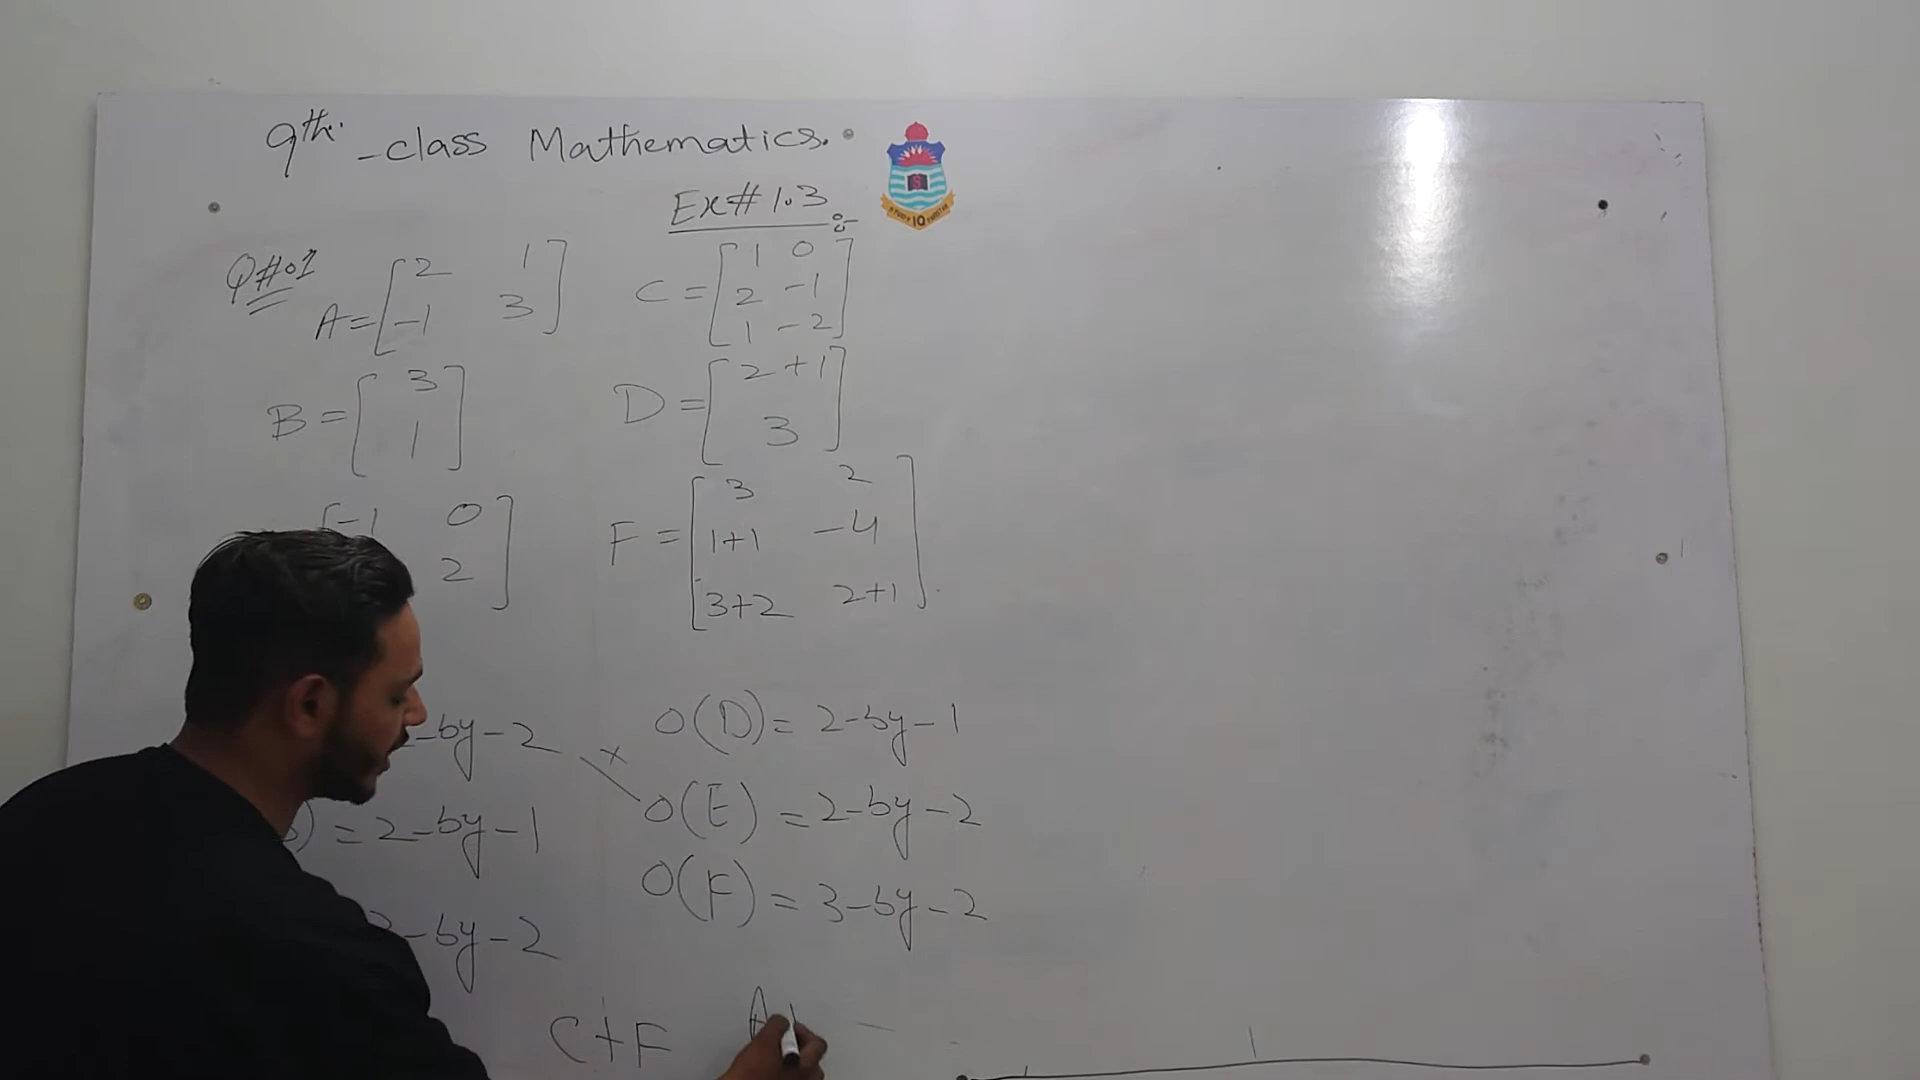 9th. - class Mathematics.
Ex# 1.3 :-
Q#01
A = [ 2 1
-1 3 ]
C = [ 1 0
2 -1
1 -2 ]
B = [ 3
1 ]
D = [ 2+1
3 ]
[ -1 0
2 ]
F = [ 3 2
1+1 -4
3+2 2+1 ].
-by-2 ×
) = 2-by-1
-by-2
O(D) = 2-by-1
O(E) = 2-by-2
O(F) = 3-by-2
C+F A